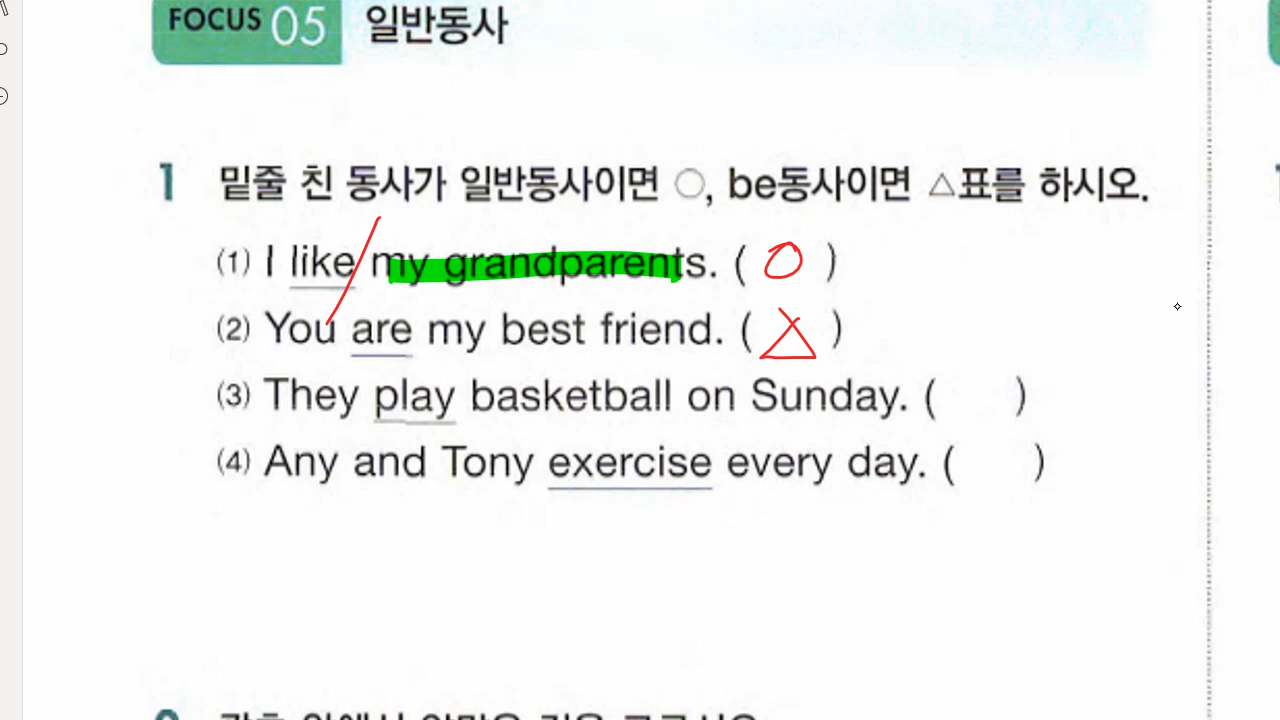 FOCUS 05 일반동사
1 밑줄 친 동사가 일반동사이면 ○, be동사이면 △표를 하시오.
(1) I like my grandparents. ( O )
(2) You are my best friend. ( △ )
(3) They play basketball on Sunday. ( )
(4) Any and Tony exercise every day. ( )